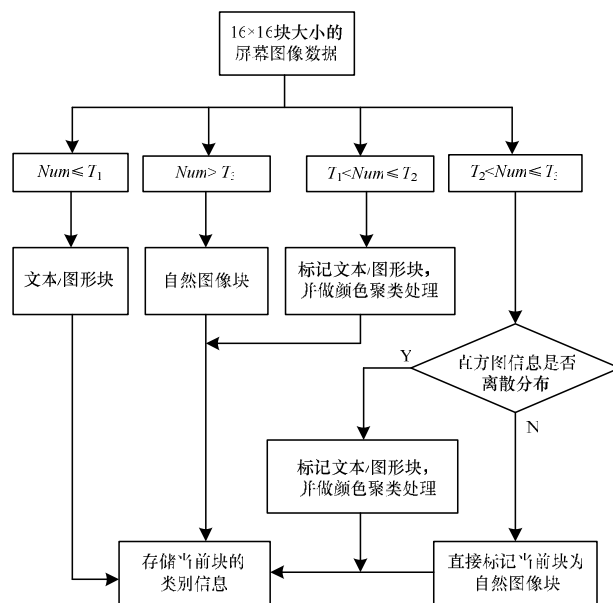 16×16块大小的
屏幕图像数据
Num≤T1
Num>T3
T1<Num≤T2
T2<Num≤T3
文本/图形块
自然图像块
标记文本/图形块，
并做颜色聚类处理
直方图信息是否
离散分布
Y
N
标记文本/图形块，
并做颜色聚类处理
存储当前块的
类别信息
直接标记当前块为
自然图像块